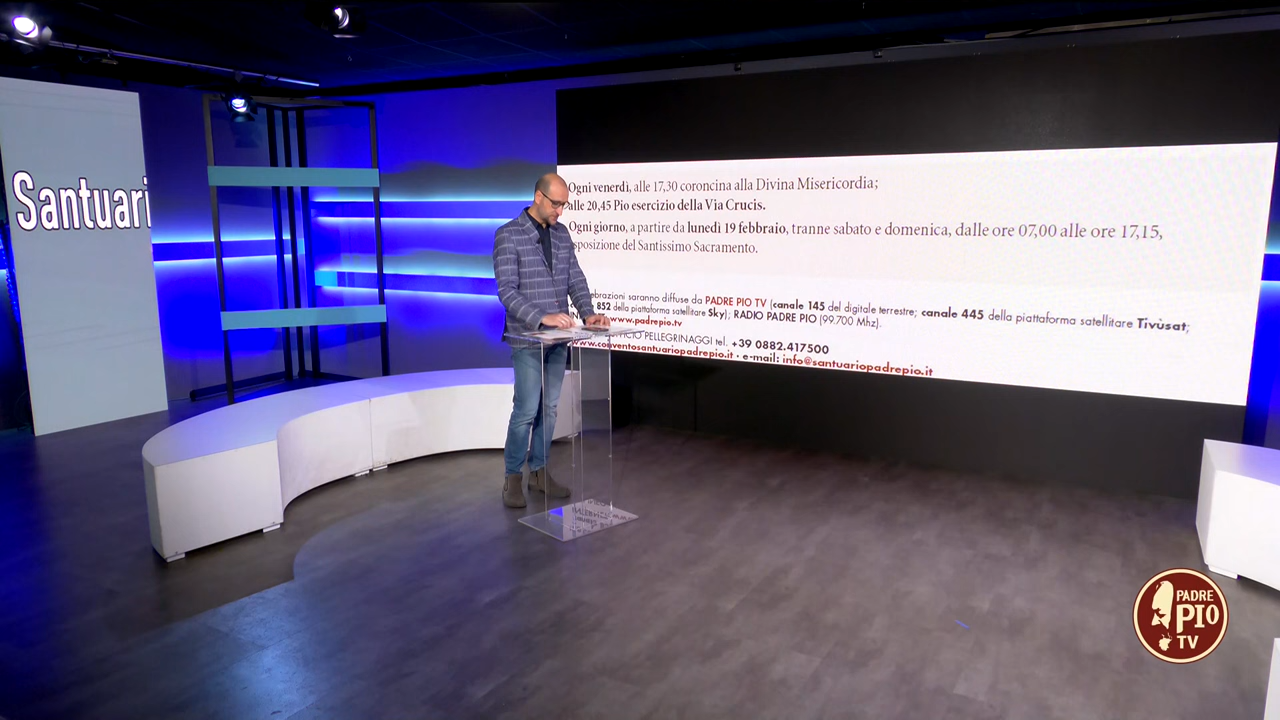 Santuari
Ogni venerdì, alle 17,30 coroncina alla Divina Misericordia;
alle 20,45 Pio esercizio della Via Crucis.
Ogni giorno, a partire da lunedì 19 febbraio, tranne sabato e domenica, dalle ore 07,00 alle ore 17,15,
sposizione del Santissimo Sacramento.
ebrazioni saranno diffuse da PADRE PIO TV (canale 145 del digitale terrestre; canale 445 della piattaforma satellitare Tivùsat;
852 della piattaforma satellitare Sky); RADIO PADRE PIO (99.700 Mhz).
www.padrepio.tv
FICIO PELLEGRINAGGI tel. +39 0882.417500
www.conventosantuariopadrepio.it • e-mail: info@santuariopadrepio.it
PADRE
PIO
TV